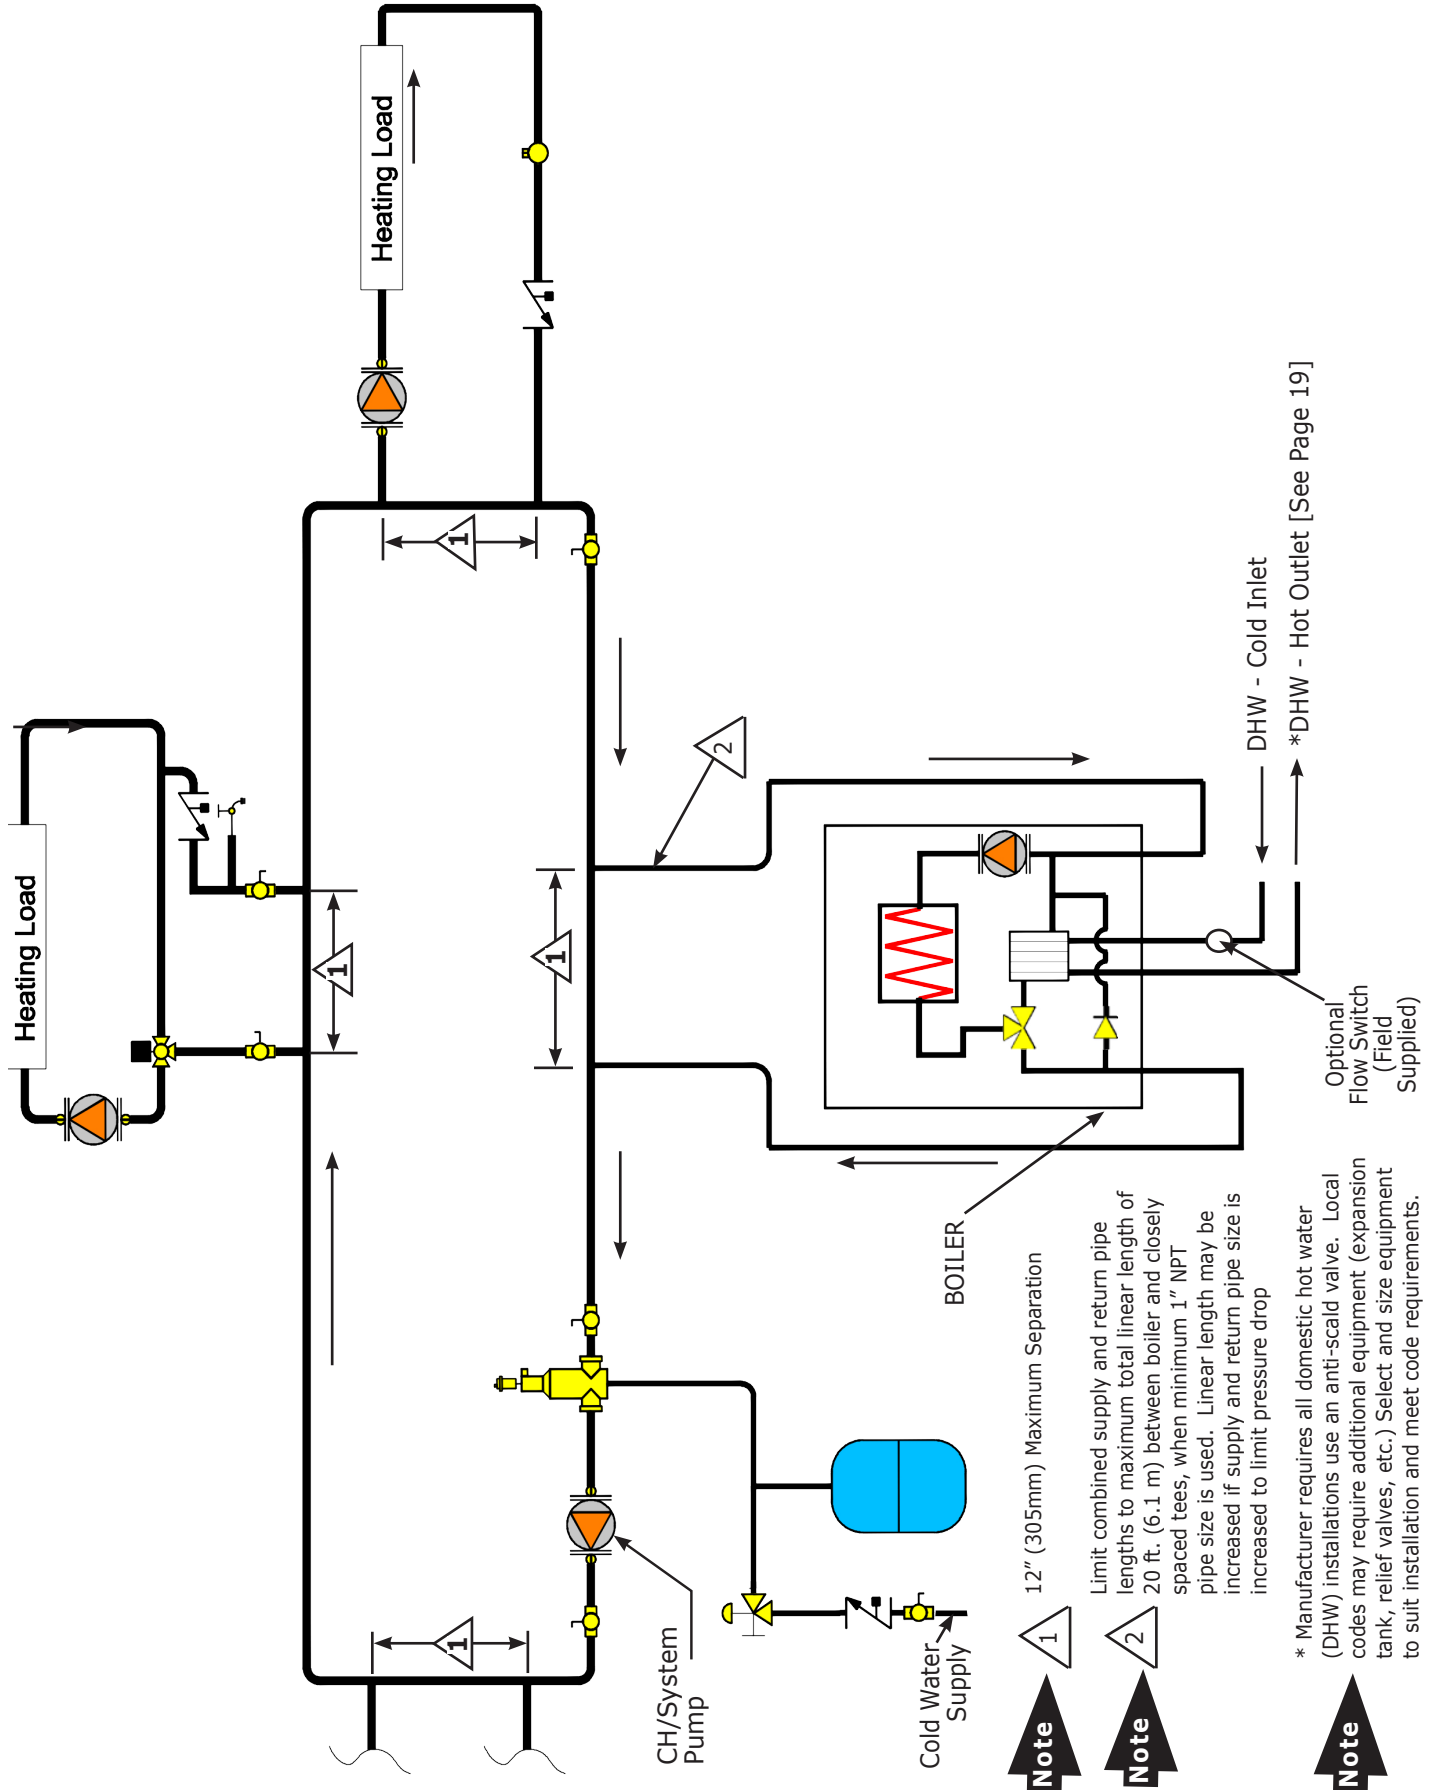 Heating Load
Heating Load
1
1
1
1
2
CH/System
Pump
Cold Water
Supply
BOILER
DHW - Cold Inlet
*DHW - Hot Outlet [See Page 19]
Optional
Flow Switch
(Field
Supplied)
Note
1
12” (305mm) Maximum Separation
Note
2
Limit combined supply and return pipe
lengths to maximum total linear length of
20 ft. (6.1 m) between boiler and closely
spaced tees, when minimum 1” NPT
pipe size is used. Linear length may be
increased if supply and return pipe size is
increased to limit pressure drop
Note
* Manufacturer requires all domestic hot water
(DHW) installations use an anti-scald valve. Local
codes may require additional equipment (expansion
tank, relief valves, etc.) Select and size equipment
to suit installation and meet code requirements.